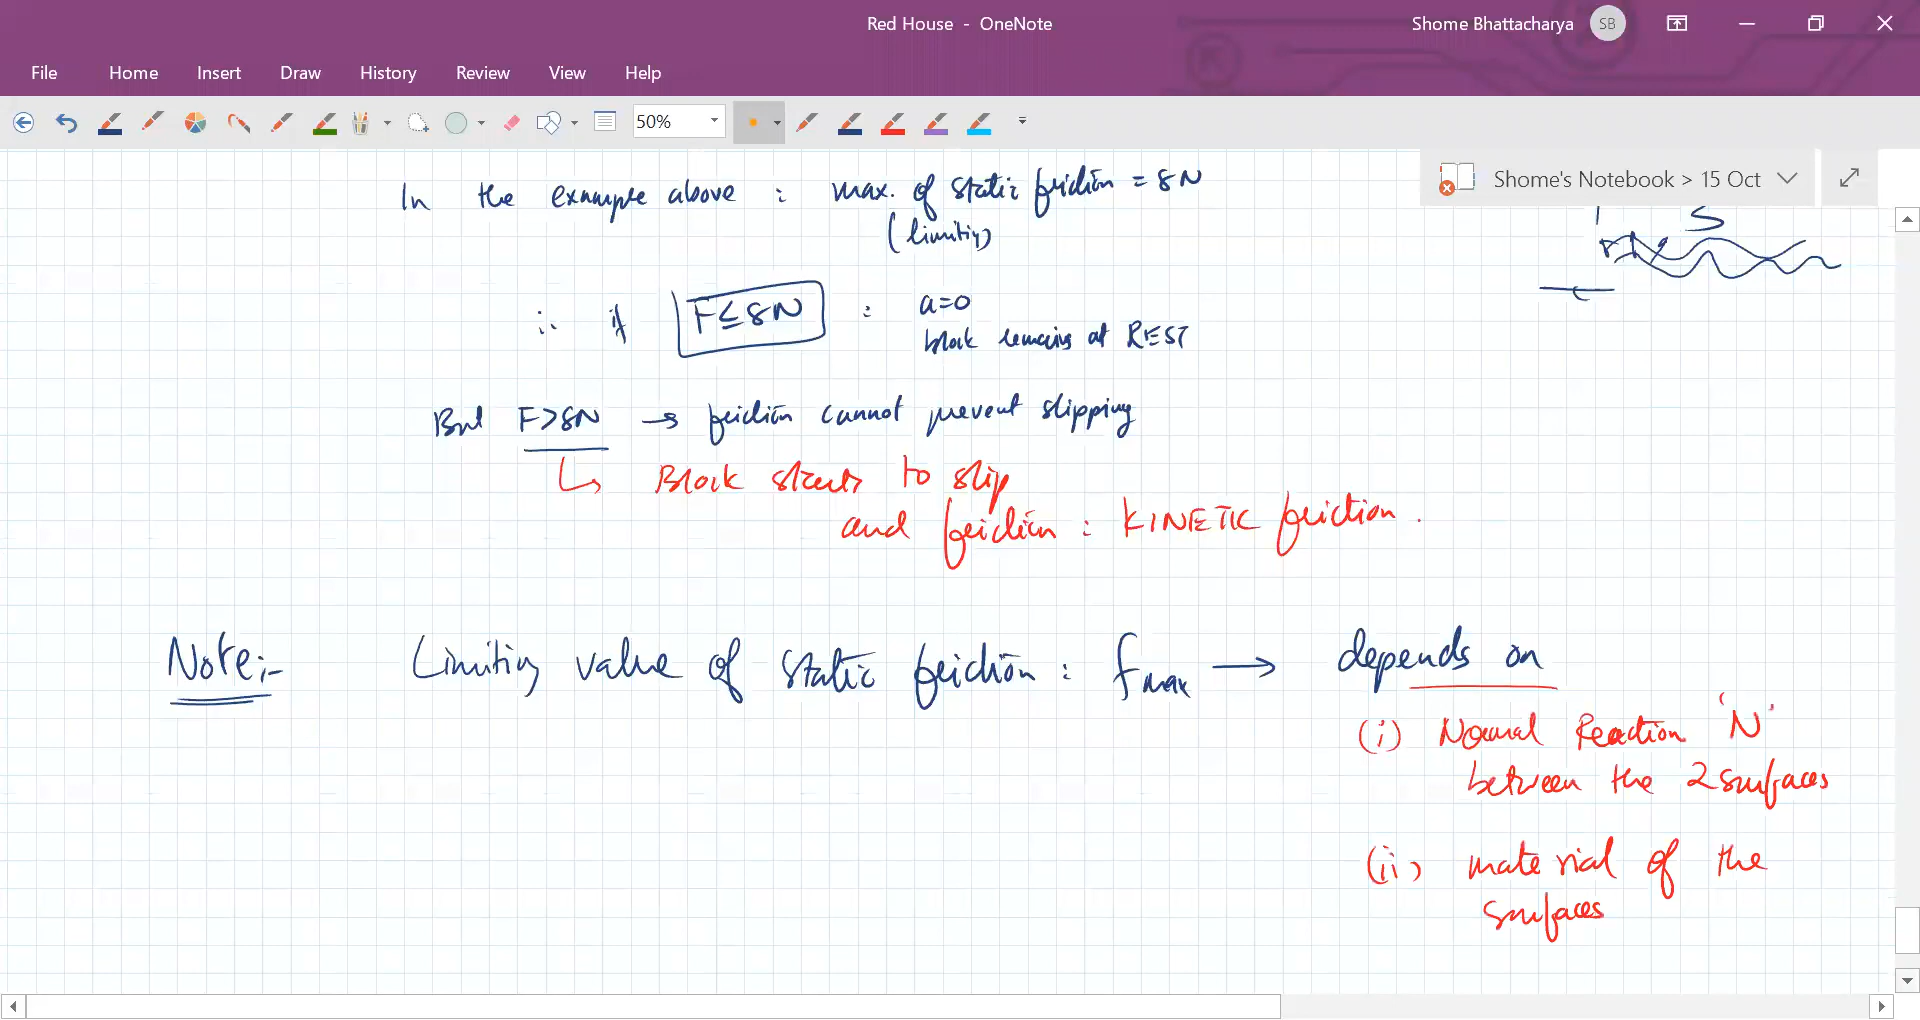 Red House - OneNote
Shome Bhattacharya SB
File Home Insert Draw History Review View Help
50%
Shome's Notebook > 15 Oct
In the example above : max. of static friction = 8N
(limiting)
S
∴ if F≤8N : a=0
block remains at REST
But F>8N → friction cannot prevent slipping
↳ Block starts to slip
and friction : KINETIC friction.
Note:- Limiting value of static friction : fmax → depends on
(i) Normal Reaction 'N'
between the 2 surfaces
(ii) material of the
surfaces